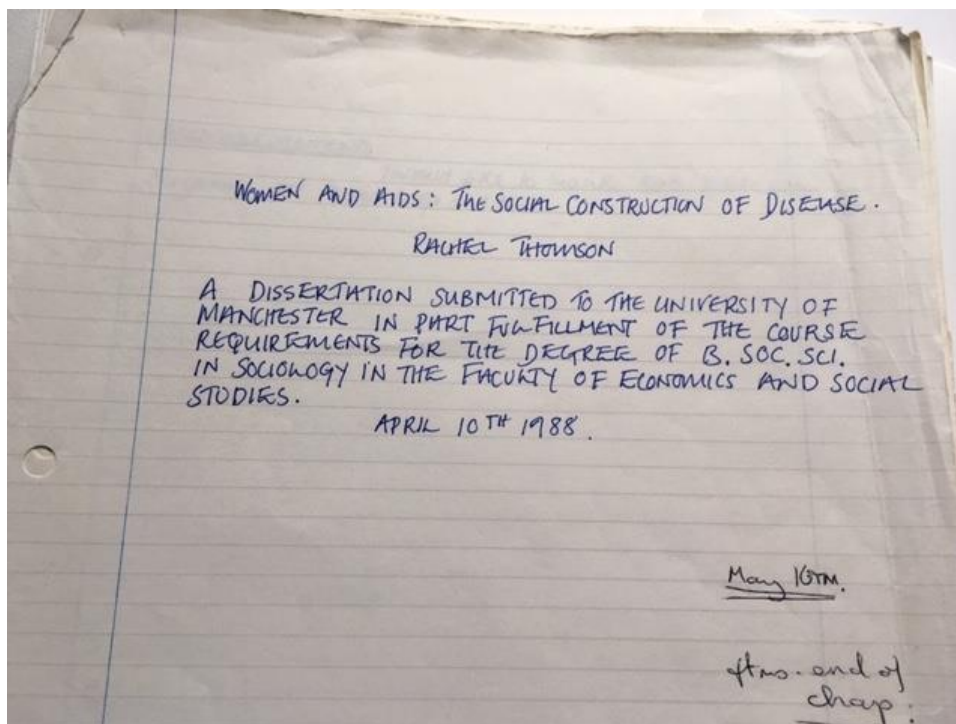 WOMEN AND AIDS: THE SOCIAL CONSTRUCTION OF DISEASE.
RACHEL THOMSON
A DISSERTATION SUBMITTED TO THE UNIVERSITY OF
MANCHESTER IN PART FULFILLMENT OF THE COURSE
REQUIREMENTS FOR THE DEGREE OF B. SOC. SCI.
IN SOCIOLOGY IN THE FACULTY OF ECONOMICS AND SOCIAL
STUDIES.
APRIL 10TH 1988.
May 10TH.
end of
chap.